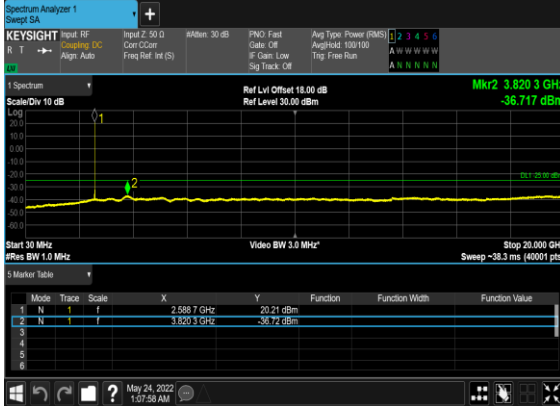 Spectrum Analyzer 1
Swept SA
+
KEYSIGHT Input: RF Input Z: 50 Ω #Atten: 30 dB PNO: Fast Avg Type: Power (RMS) 1 2 3 4 5 6
R T Coupling: DC Corr CCorr Gate: Off Avg|Hold: 100/100 A W W W W W
Align: Auto Freq Ref: Int (S) IF Gain: Low Trig: Free Run
LXI Sig Track: Off A N N N N N
1 Spectrum
Ref Lvl Offset 18.00 dB Mkr2 3.820 3 GHz
Scale/Div 10 dB Ref Level 30.00 dBm -36.717 dBm
Log
20.0
10.0
0.00
-10.0
-20.0
-30.0
-40.0
-50.0
-60.0
1
2
Start 30 MHz Video BW 3.0 MHz* Stop 20.000 GH
#Res BW 1.0 MHz Sweep ~38.3 ms (40001 pts
5 Marker Table
Mode Trace Scale X Y Function Function Width Function Value
1 N 1 f 2.588 7 GHz 20.21 dBm
2 N 1 f 3.820 3 GHz -36.72 dBm
3
4
5
6
? May 24, 2022
1:07:58 AM